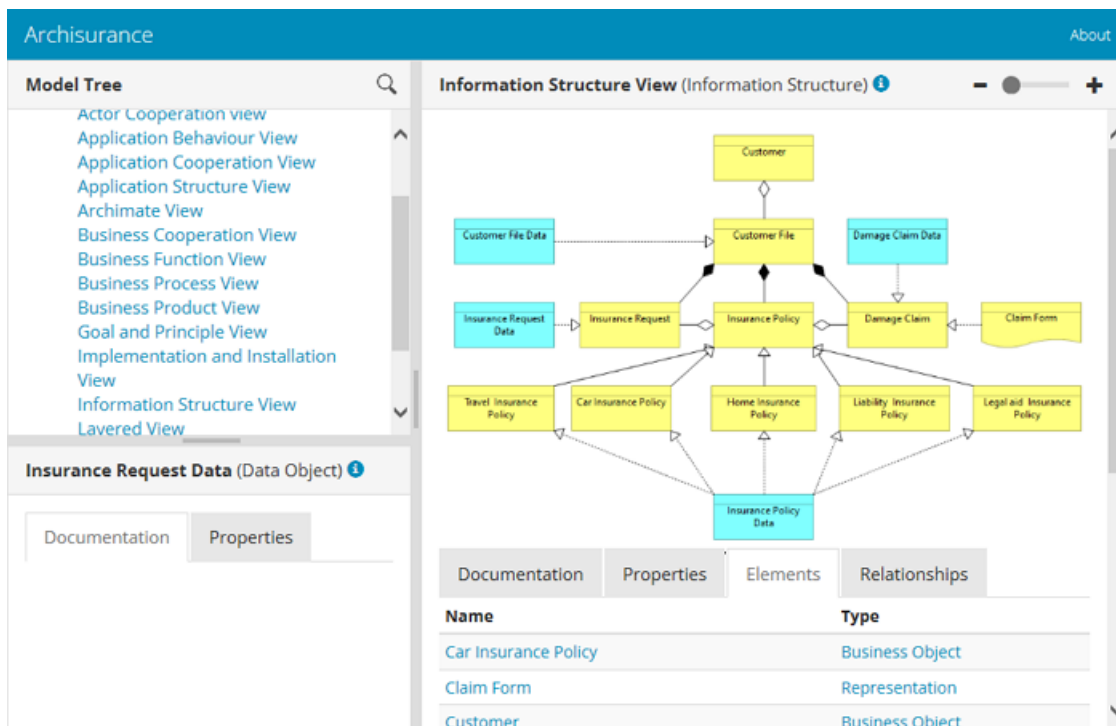 Archisurance
About
Model Tree
Actor Cooperation view
Application Behaviour View
Application Cooperation View
Application Structure View
Archimate View
Business Cooperation View
Business Function View
Business Process View
Business Product View
Goal and Principle View
Implementation and Installation
View
Information Structure View
Layered View
Insurance Request Data (Data Object)
Documentation
Properties
Information Structure View (Information Structure)
Customer
Customer File Data
Customer File
Damage Claim Data
Insurance Request
Data
Insurance Request
Insurance Policy
Damage Claim
Claim Form
Travel Insurance
Policy
Car Insurance Policy
Home Insurance
Policy
Liability Insurance
Policy
Legal aid Insurance
Policy
Insurance Policy
Data
Documentation
Properties
Elements
Relationships
Name
Type
Car Insurance Policy
Business Object
Claim Form
Representation
Customer
Business Object